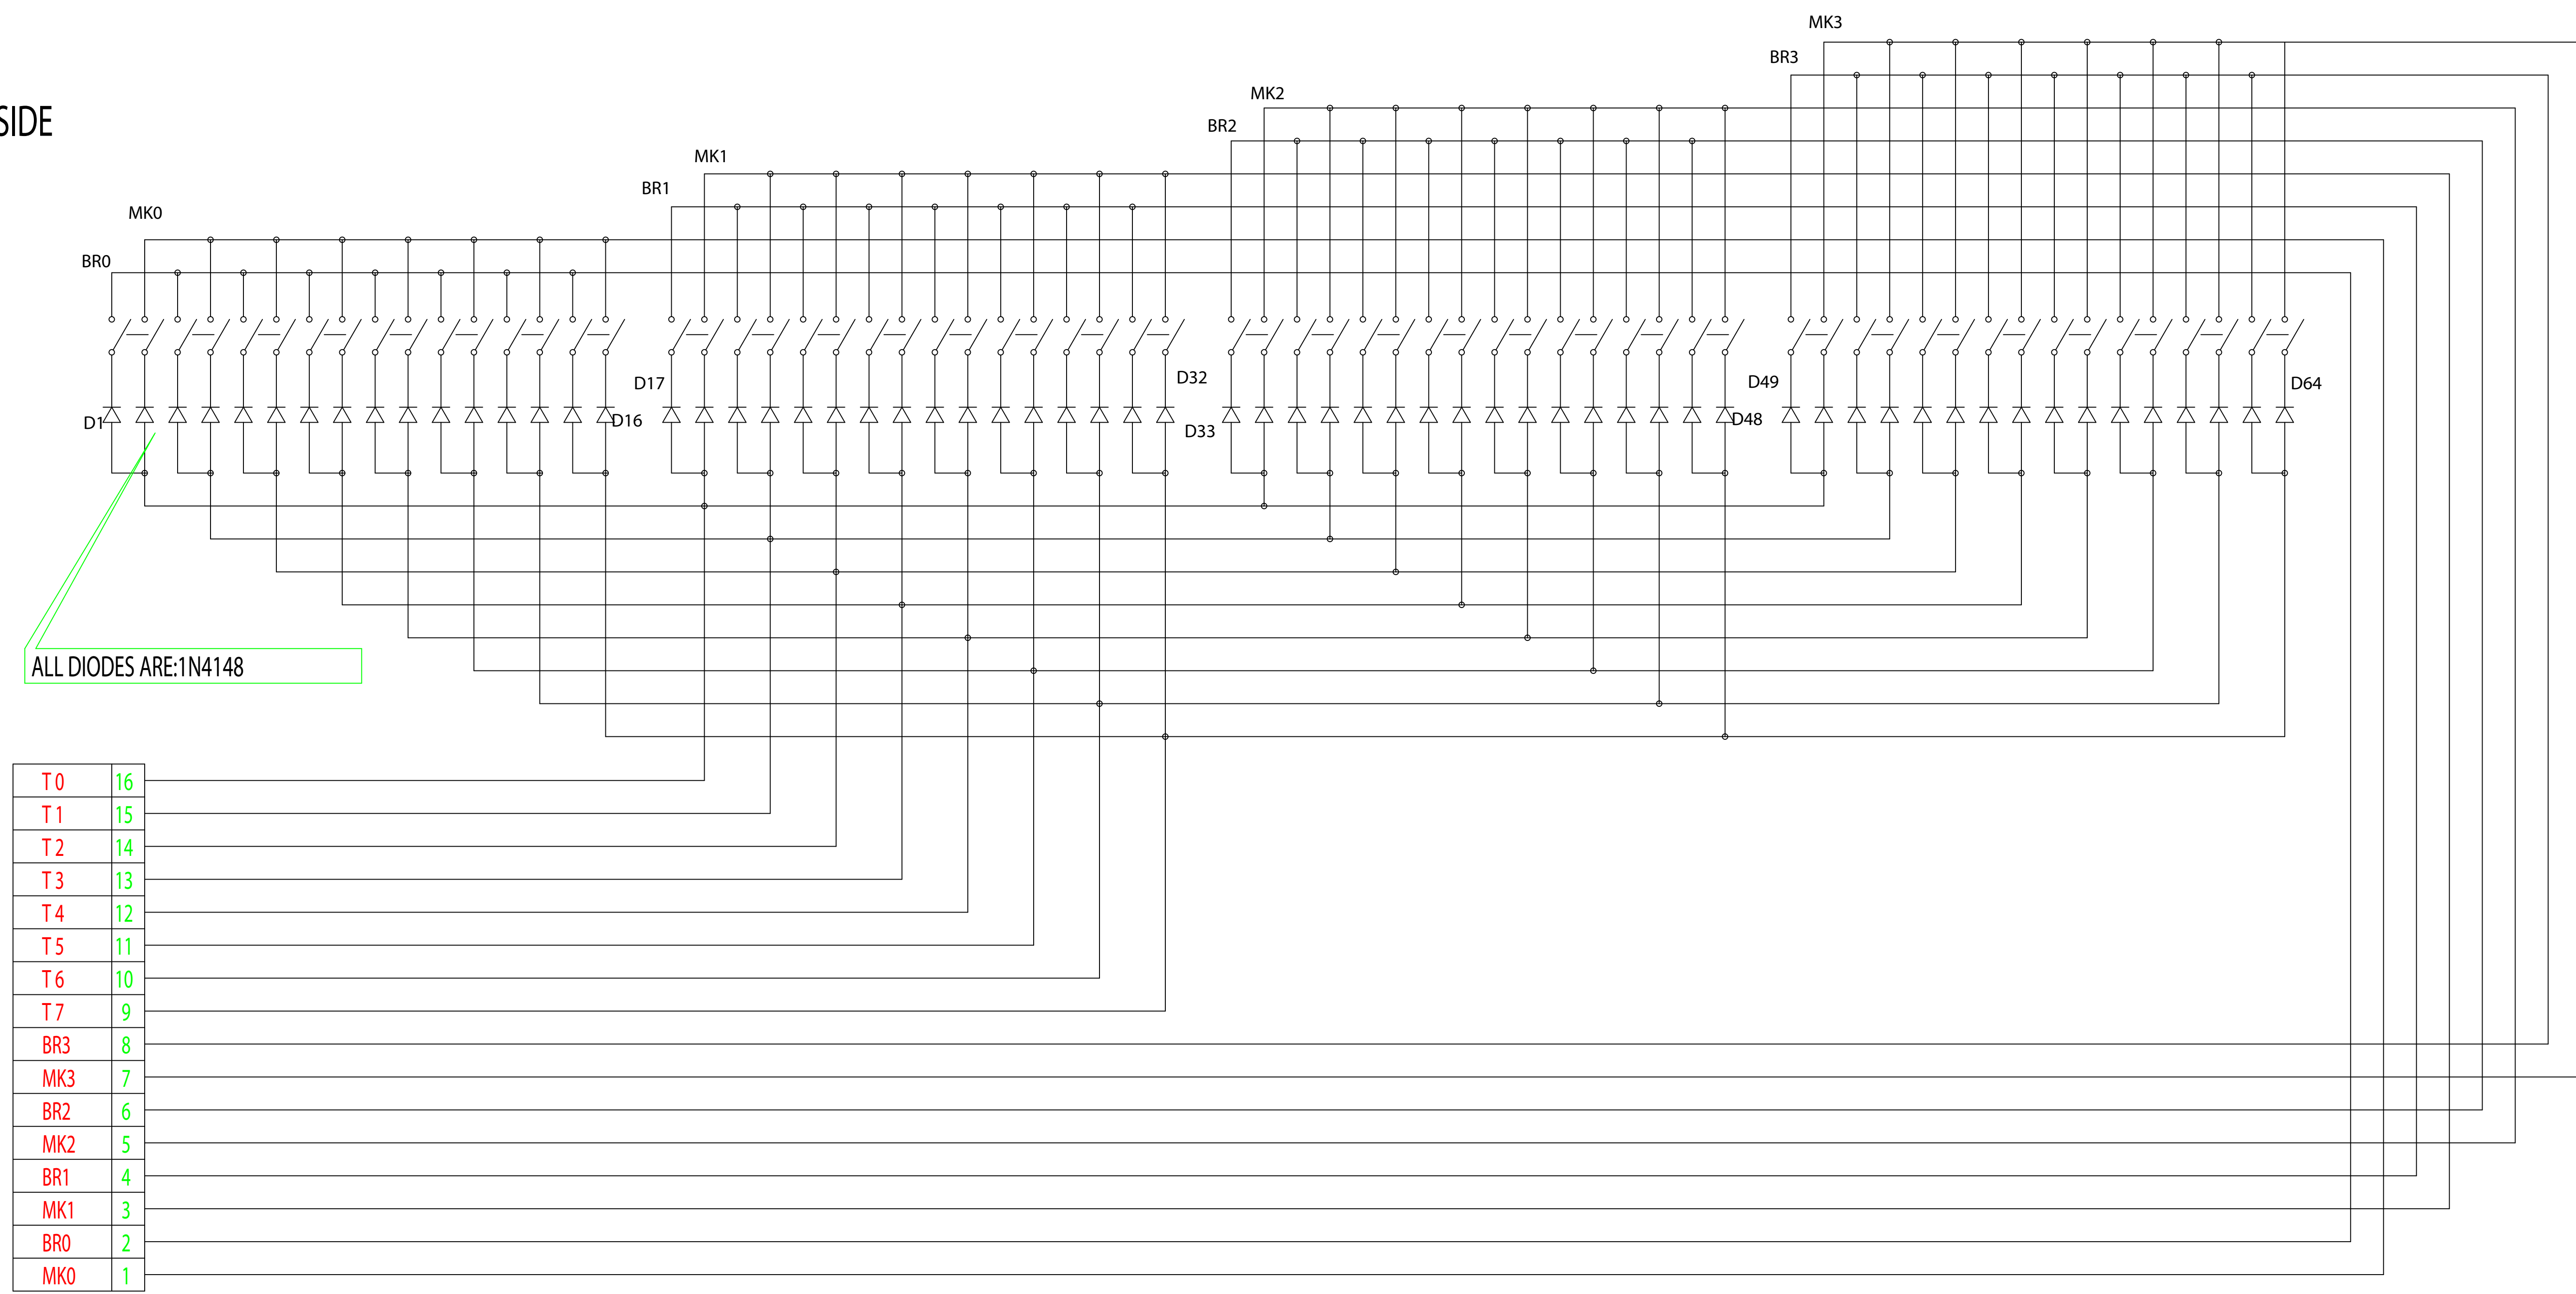 MK3
BR3
MK2
SIDE
BR2
MK1
BR1
MK0
BR0
D17
D32
D49
D64
D1
D16
D33
D48
ALL DIODES ARE:1N4148
T 0 16
T 1 15
T 2 14
T 3 13
T 4 12
T 5 11
T 6 10
T 7 9
BR3 8
MK3 7
BR2 6
MK2 5
BR1 4
MK1 3
BR0 2
MK0 1